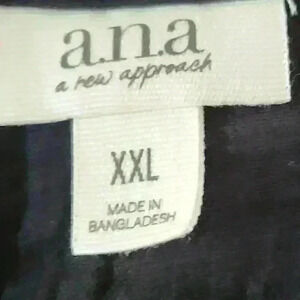 a.n.a
a new approach
XXL
MADE IN
BANGLADESH